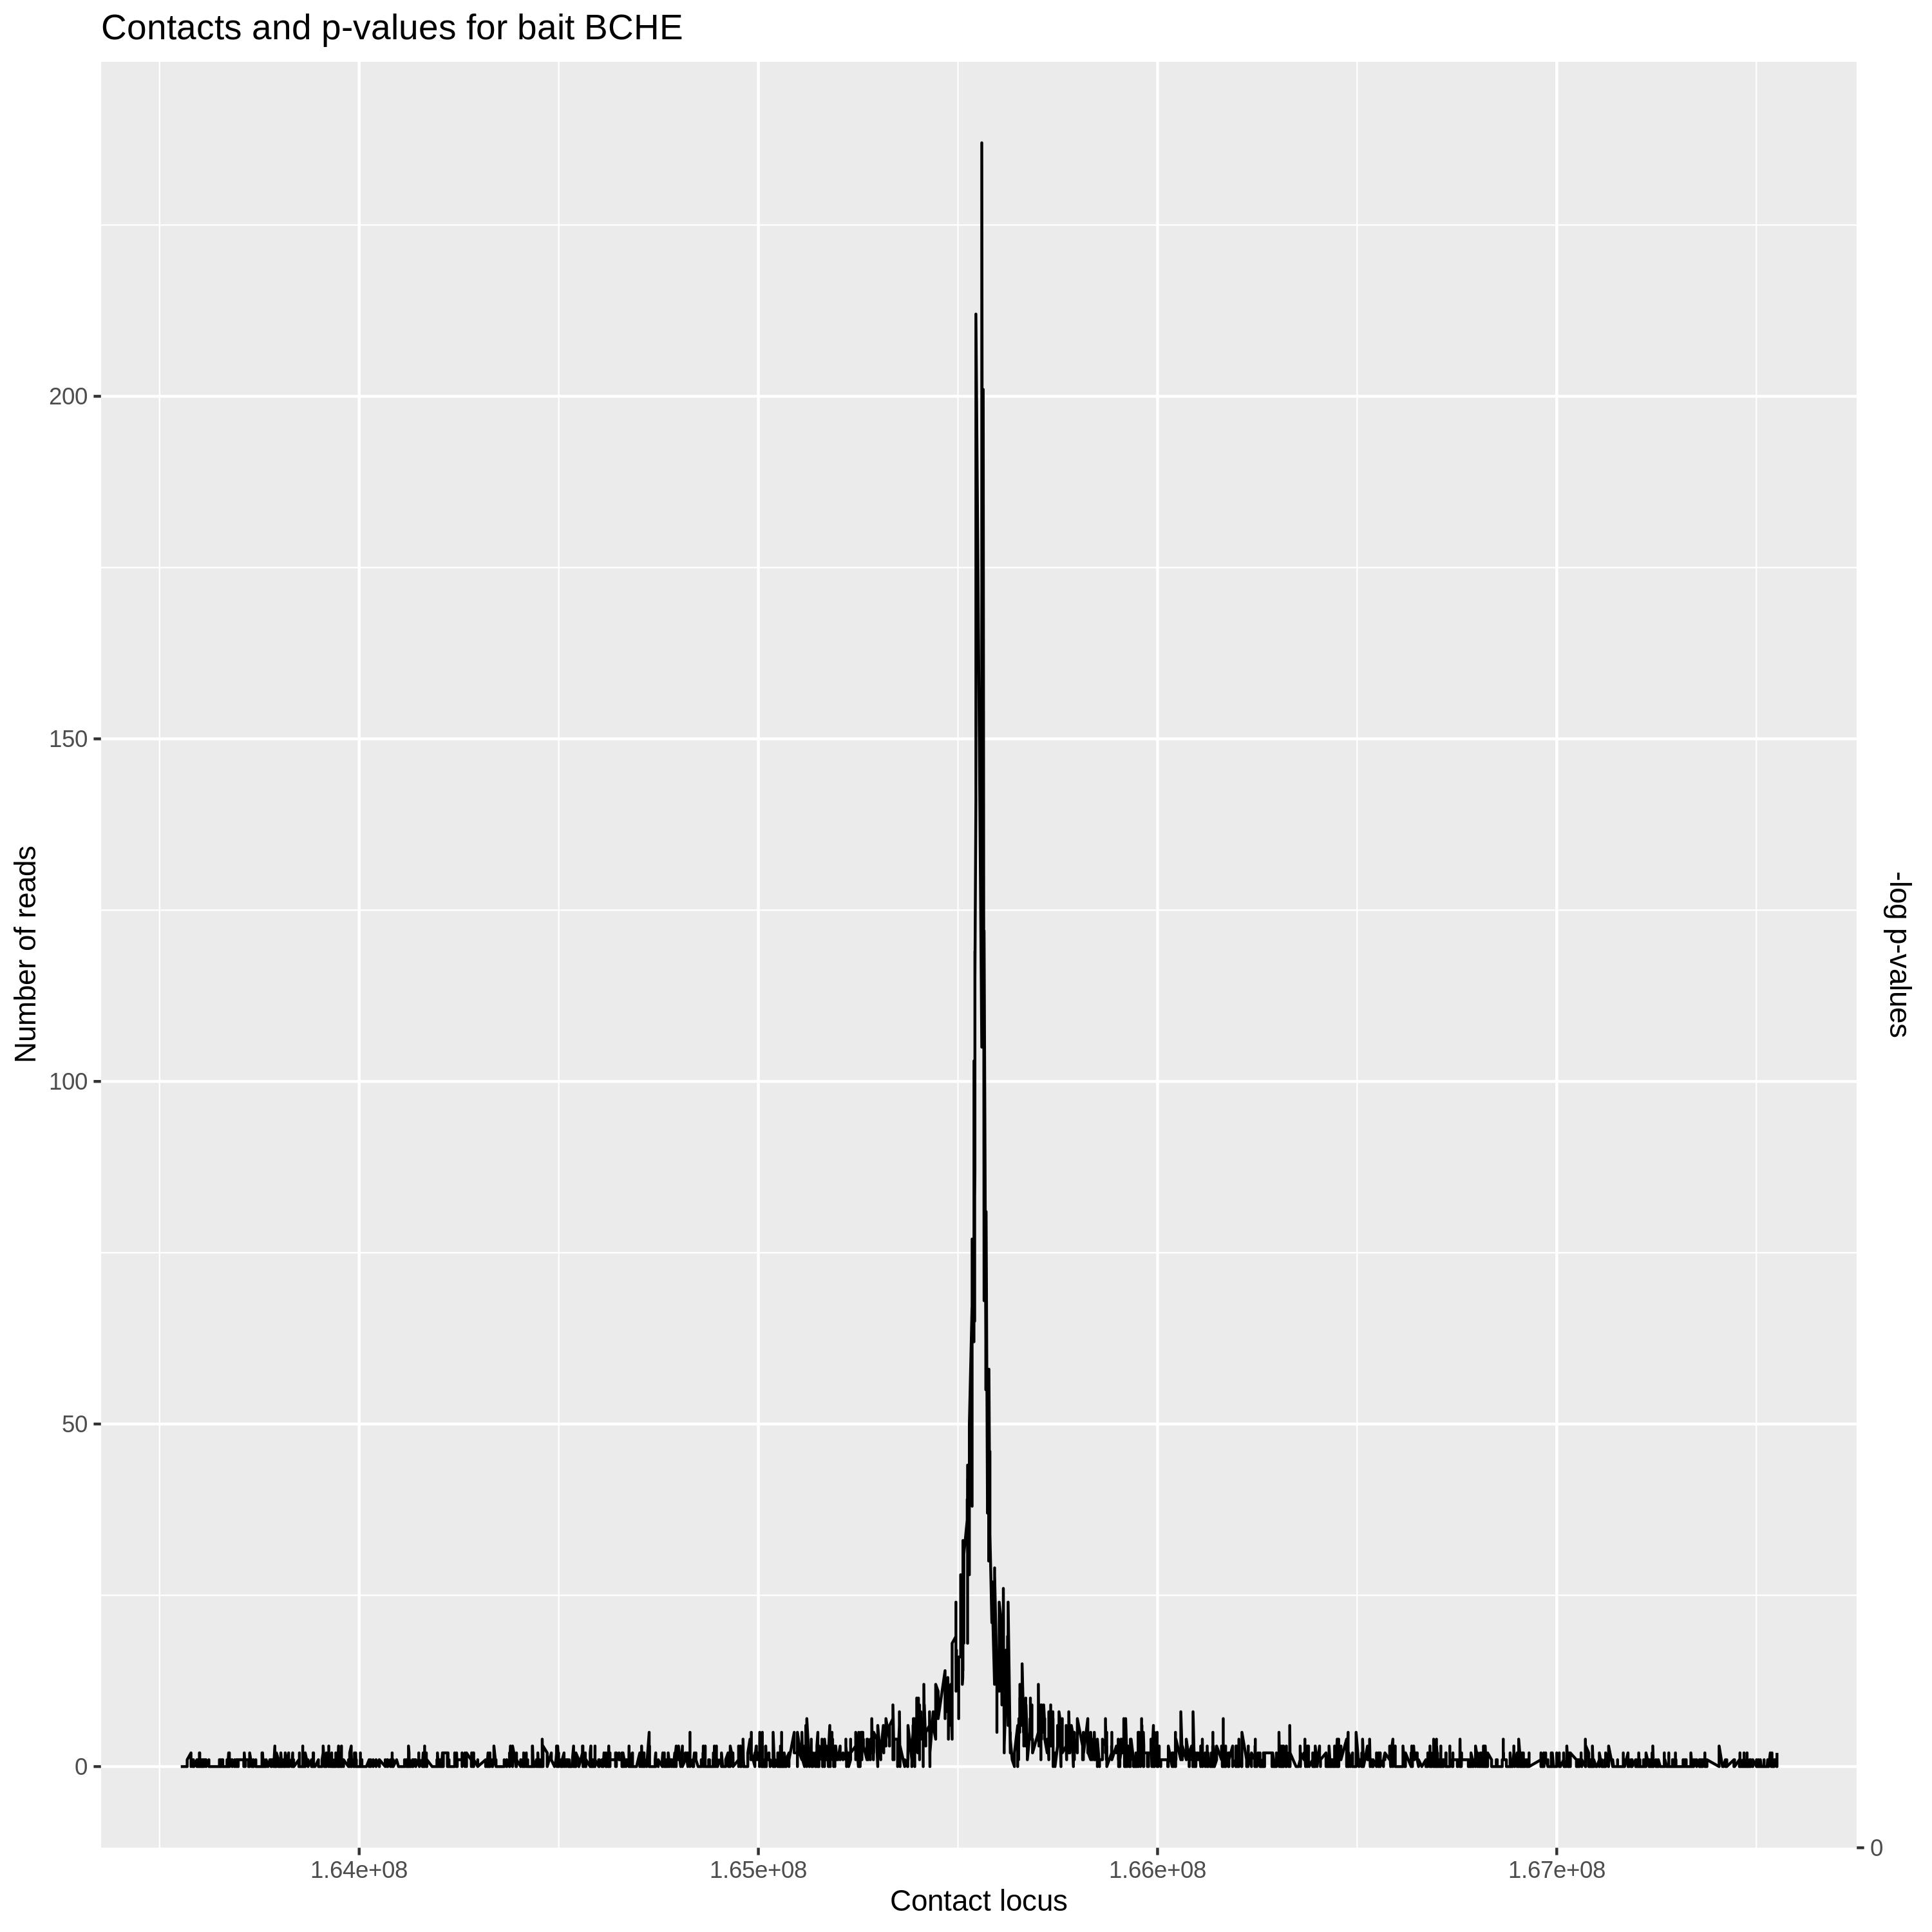 Contacts and p-values for bait BCHE
Number of reads
200
150
100
50
0
-log p-values
0
1.64e+08
1.65e+08
1.66e+08
1.67e+08
Contact locus